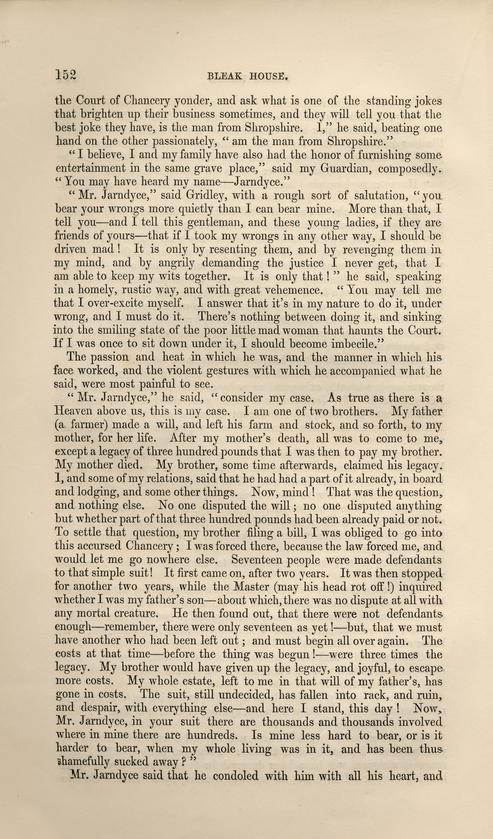 152 BLEAK HOUSE.
the Court of Chancery yonder, and ask what is one of the standing jokes
that brighten up their business sometimes, and they will tell you that the
best joke they have, is the man from Shropshire. I,” he said, beating one
hand on the other passionately, “ am the man from Shropshire.”
“ I believe, I and my family have also had the honor of furnishing some
entertainment in the same grave place,” said my Guardian, composedly.
“ You may have heard my name—Jarndyce.”
“ Mr. Jarndyce,” said Gridley, with a rough sort of salutation, “ you
bear your wrongs more quietly than I can bear mine. More than that, I
tell you—and I tell this gentleman, and these young ladies, if they are
friends of yours—that if I took my wrongs in any other way, I should be
driven mad ! It is only by resenting them, and by revenging them in
my mind, and by angrily demanding the justice I never get, that I
am able to keep my wits together. It is only that ! ” he said, speaking
in a homely, rustic way, and with great vehemence. “ You may tell me
that I over-excite myself. I answer that it’s in my nature to do it, under
wrong, and I must do it. There’s nothing between doing it, and sinking
into the smiling state of the poor little mad woman that haunts the Court.
If I was once to sit down under it, I should become imbecile.”
The passion and heat in which he was, and the manner in which his
face worked, and the violent gestures with which he accompanied what he
said, were most painful to see.
“ Mr. Jarndyce,” he said, “ consider my case. As true as there is a
Heaven above us, this is my case. I am one of two brothers. My father
(a farmer) made a will, and left his farm and stock, and so forth, to my
mother, for her life. After my mother’s death, all was to come to me,
except a legacy of three hundred pounds that I was then to pay my brother.
My mother died. My brother, some time afterwards, claimed his legacy.
I, and some of my relations, said that he had had a part of it already, in board
and lodging, and some other things. Now, mind ! That was the question,
and nothing else. No one disputed the will ; no one disputed anything
but whether part of that three hundred pounds had been already paid or not.
To settle that question, my brother filing a bill, I was obliged to go into
this accursed Chancery ; I was forced there, because the law forced me, and
would let me go nowhere else. Seventeen people were made defendants
to that simple suit! It first came on, after two years. It was then stopped
for another two years, while the Master (may his head rot off !) inquired
whether I was my father’s son—about which, there was no dispute at all with
any mortal creature. He then found out, that there were not defendants
enough—remember, there were only seventeen as yet !—but, that we must
have another who had been left out ; and must begin all over again. The
costs at that time—before the thing was begun !—were three times the
legacy. My brother would have given up the legacy, and joyful, to escape
more costs. My whole estate, left to me in that will of my father’s, has
gone in costs. The suit, still undecided, has fallen into rack, and ruin,
and despair, with everything else—and here I stand, this day ! Now,
Mr. Jarndyce, in your suit there are thousands and thousands involved
where in mine there are hundreds. Is mine less hard to bear, or is it
harder to bear, when my whole living was in it, and has been thus
shamefully sucked away ? ”
Mr. Jarndyce said that he condoled with him with all his heart, and